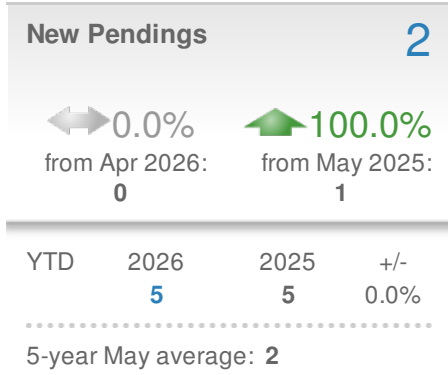 New Pendings 2
0.0% 100.0%
from Apr 2026: from May 2025:
0 1
YTD 2026 2025 +/-
5 5 0.0%
5-year May average: 2